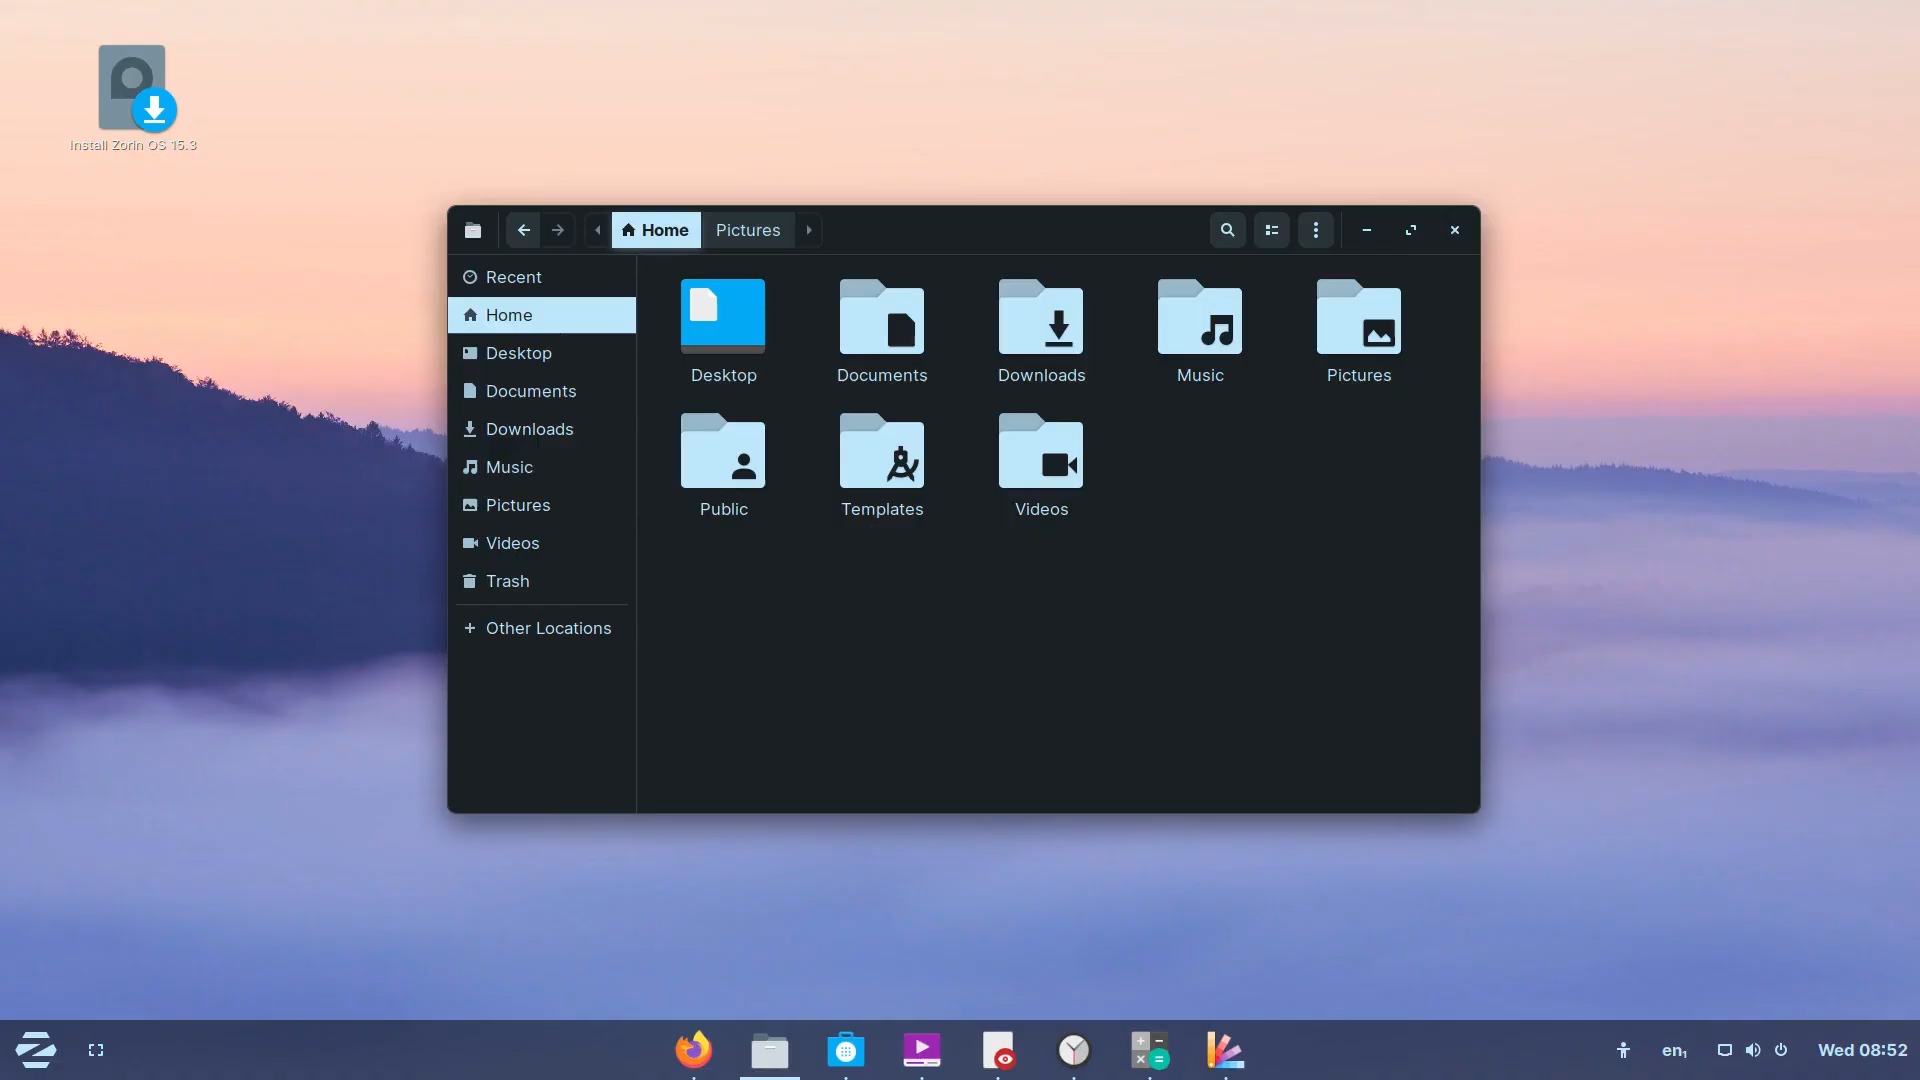 Install Zorin OS 15.3
Home
Pictures
Recent
Home
Desktop
Documents
Downloads
Music
Pictures
Videos
Trash
Other Locations
Desktop
Documents
Downloads
Music
Pictures
Public
Templates
Videos
en₁
Wed 08:52